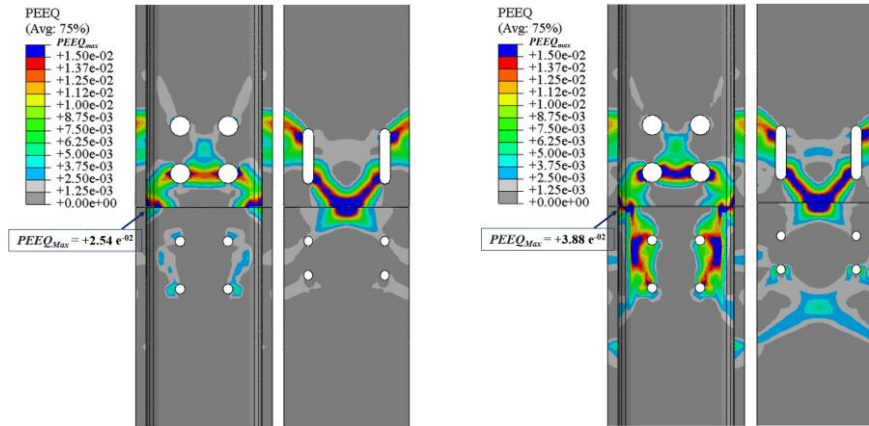 PEEQ
(Avg: 75%)
PEEQmax
+1.50e-02
+1.37e-02
+1.25e-02
+1.12e-02
+1.00e-02
+8.75e-03
+7.50e-03
+6.25e-03
+5.00e-03
+3.75e-03
+2.50e-03
+1.25e-03
+0.00e+00
PEEQMax = +2.54 e-02
PEEQ
(Avg: 75%)
PEEQmax
+1.50e-02
+1.37e-02
+1.25e-02
+1.12e-02
+1.00e-02
+8.75e-03
+7.50e-03
+6.25e-03
+5.00e-03
+3.75e-03
+2.50e-03
+1.25e-03
+0.00e+00
PEEQMax = +3.88 e-02